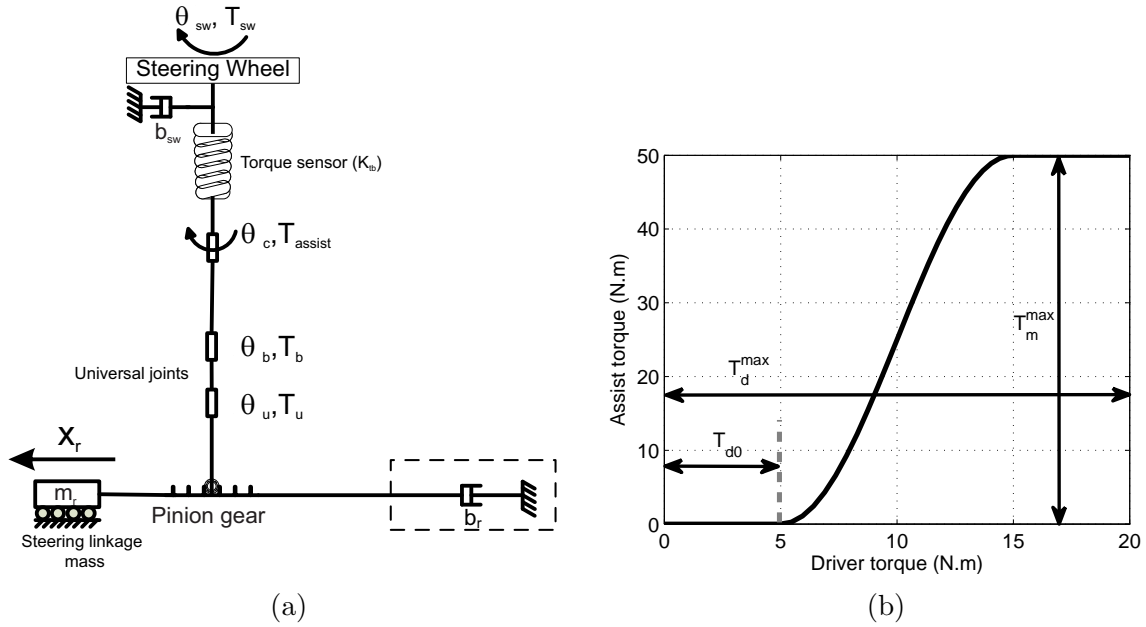 θ sw, T sw
Steering Wheel
b sw
Torque sensor (K tb)
θ c, T assist
θ b, T b
Universal joints
θ u, T u
X r
m r
Pinion gear
b r
Steering linkage
mass
(a)
50
40
30
20
10
0
Assist torque (N.m)
T d max
T m max
T d0
0
5
10
15
20
Driver torque (N.m)
(b)